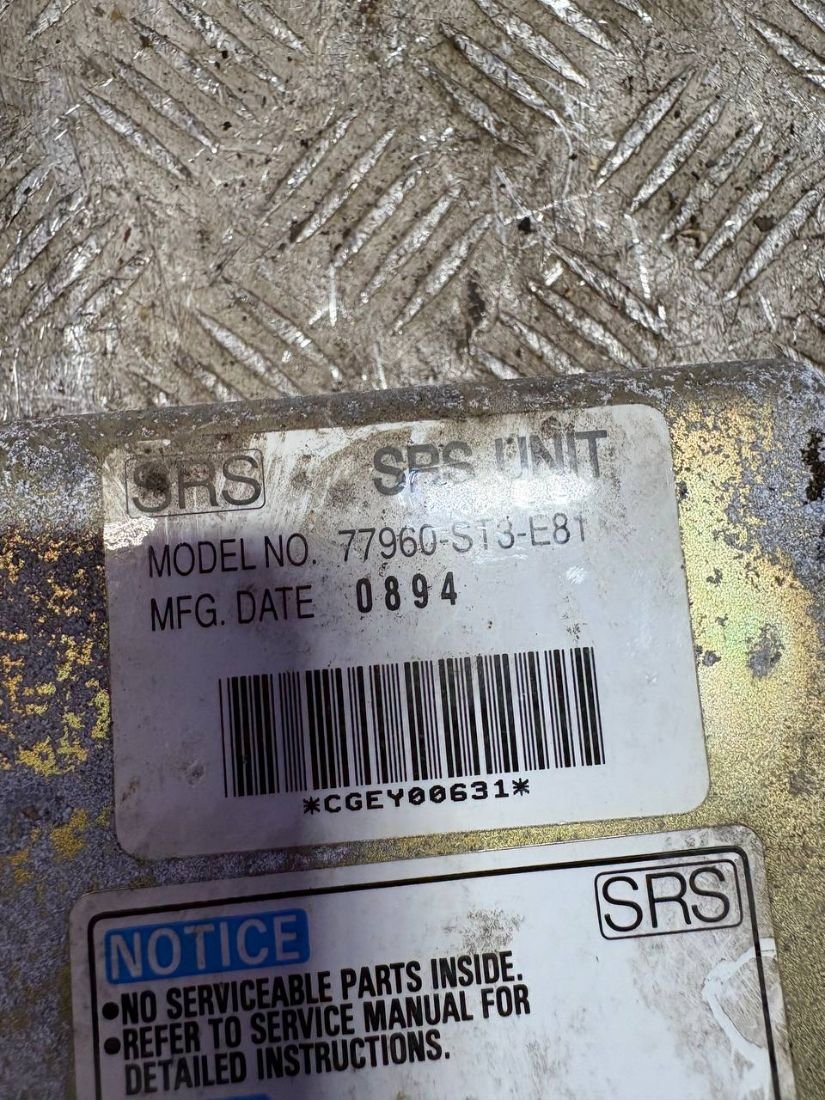 SRS SRS UNIT
MODEL NO. 77960-ST3-E81
MFG. DATE 0894
*CGEY00631*
SRS
NOTICE
•NO SERVICEABLE PARTS INSIDE.
•REFER TO SERVICE MANUAL FOR
DETAILED INSTRUCTIONS.